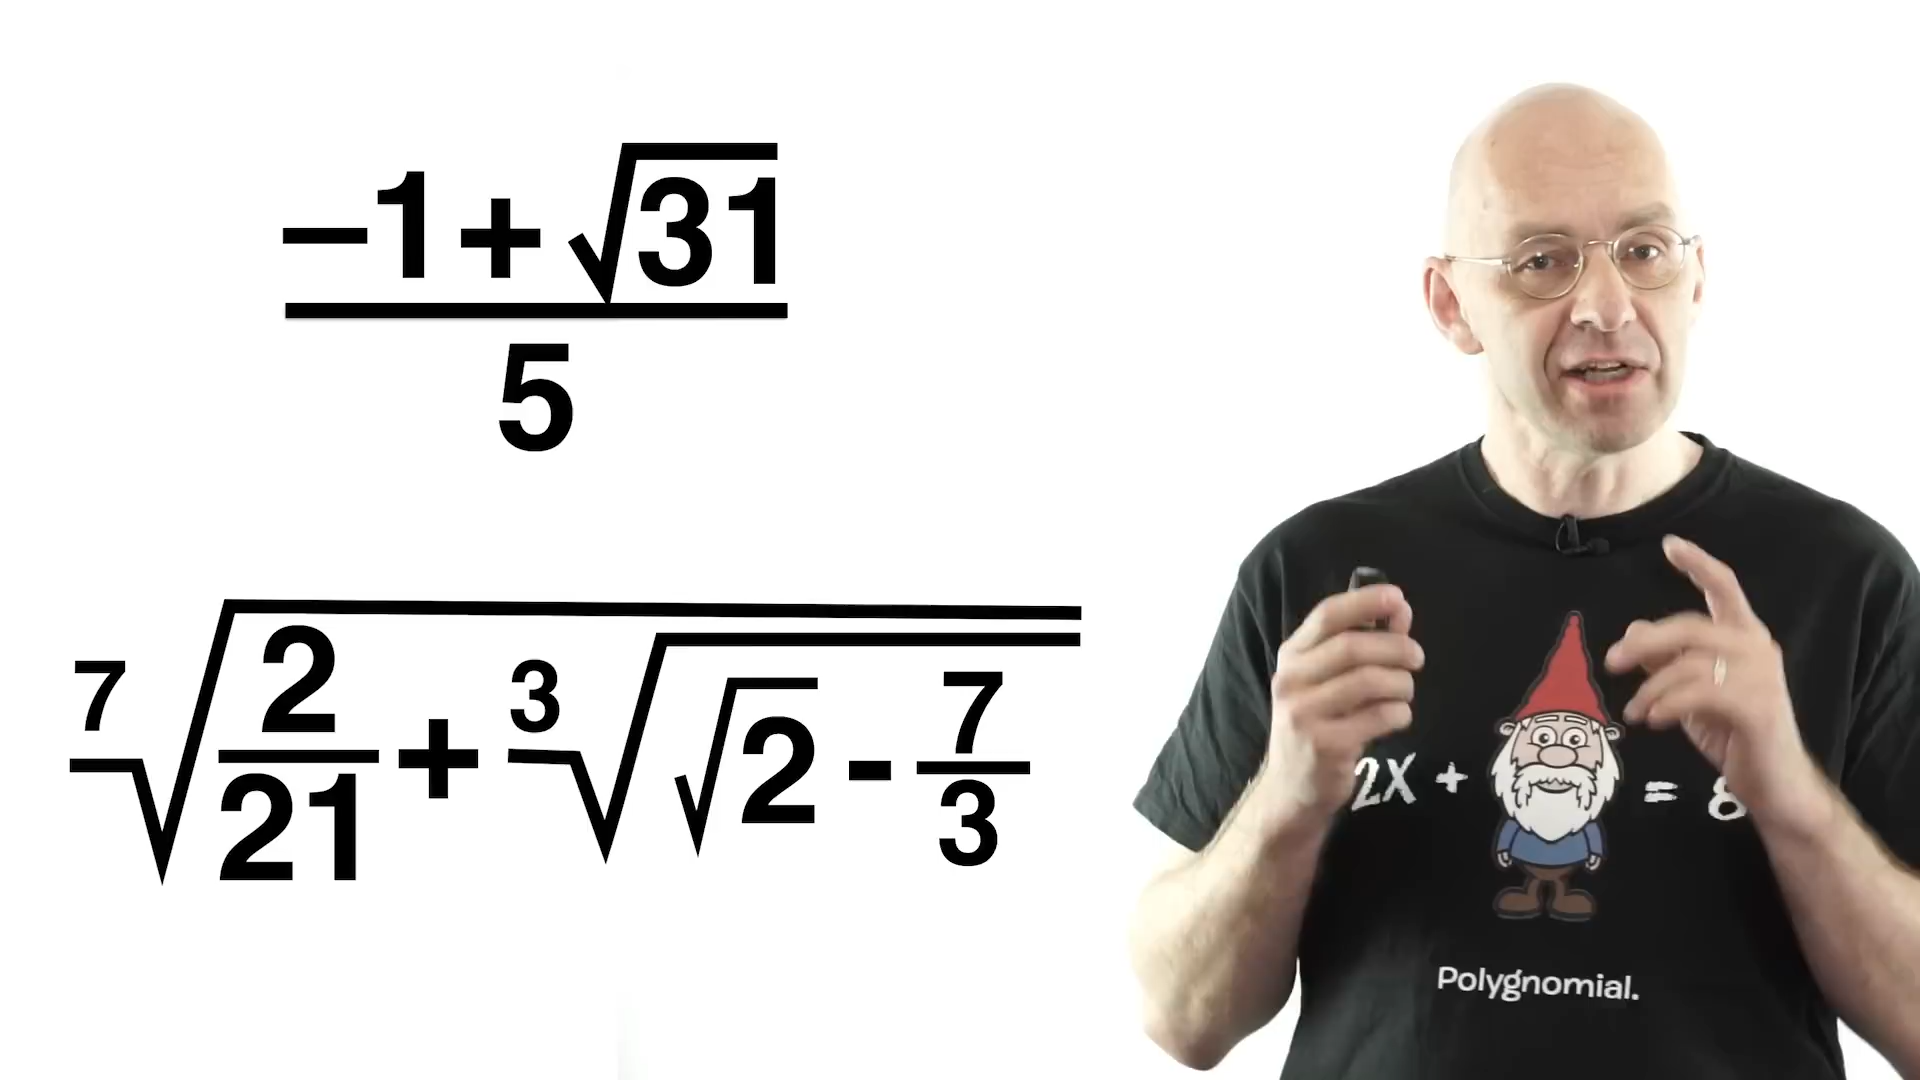 –1+√31
5
7√2/21+3√√2-7/3
2X + = 8
Polygnomial.